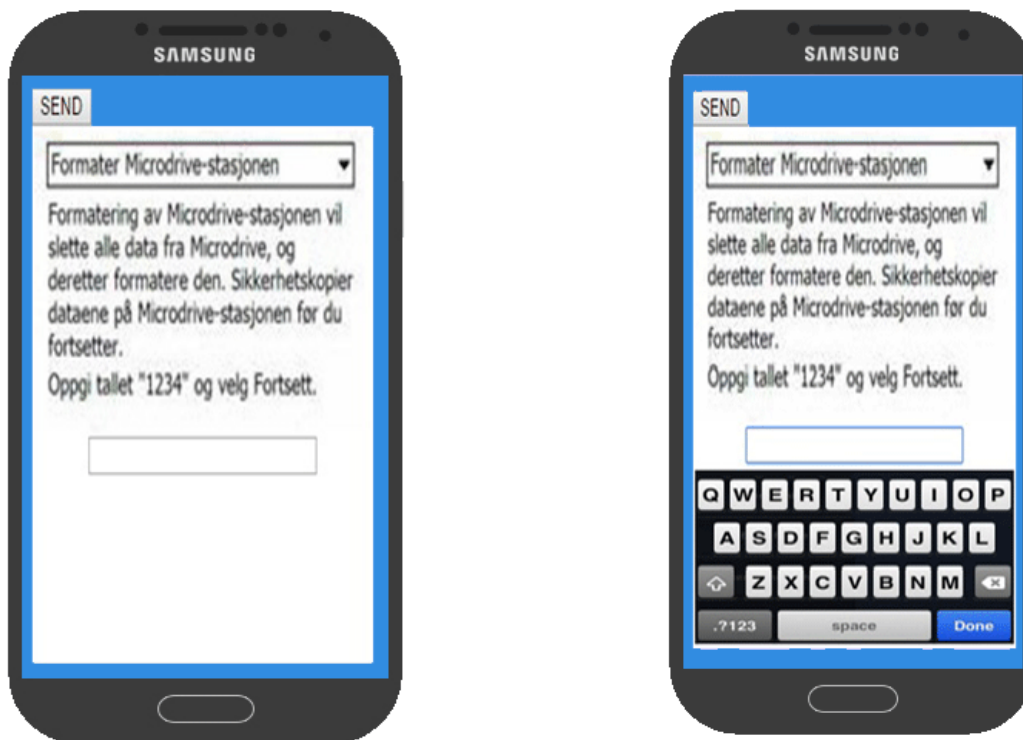 SAMSUNG
SEND
Formater Microdrive-stasjonen
Formatering av Microdrive-stasjonen vil
slette alle data fra Microdrive, og
deretter formatere den. Sikkerhetskopier
dataene på Microdrive-stasjonen før du
fortsetter.
Oppgi tallet "1234" og velg Fortsett.
SAMSUNG
SEND
Formater Microdrive-stasjonen
Formatering av Microdrive-stasjonen vil
slette alle data fra Microdrive, og
deretter formatere den. Sikkerhetskopier
dataene på Microdrive-stasjonen før du
fortsetter.
Oppgi tallet "1234" og velg Fortsett.
Q W E R T Y U I O P
A S D F G H J K L
Z X C V B N M
.?123 space Done